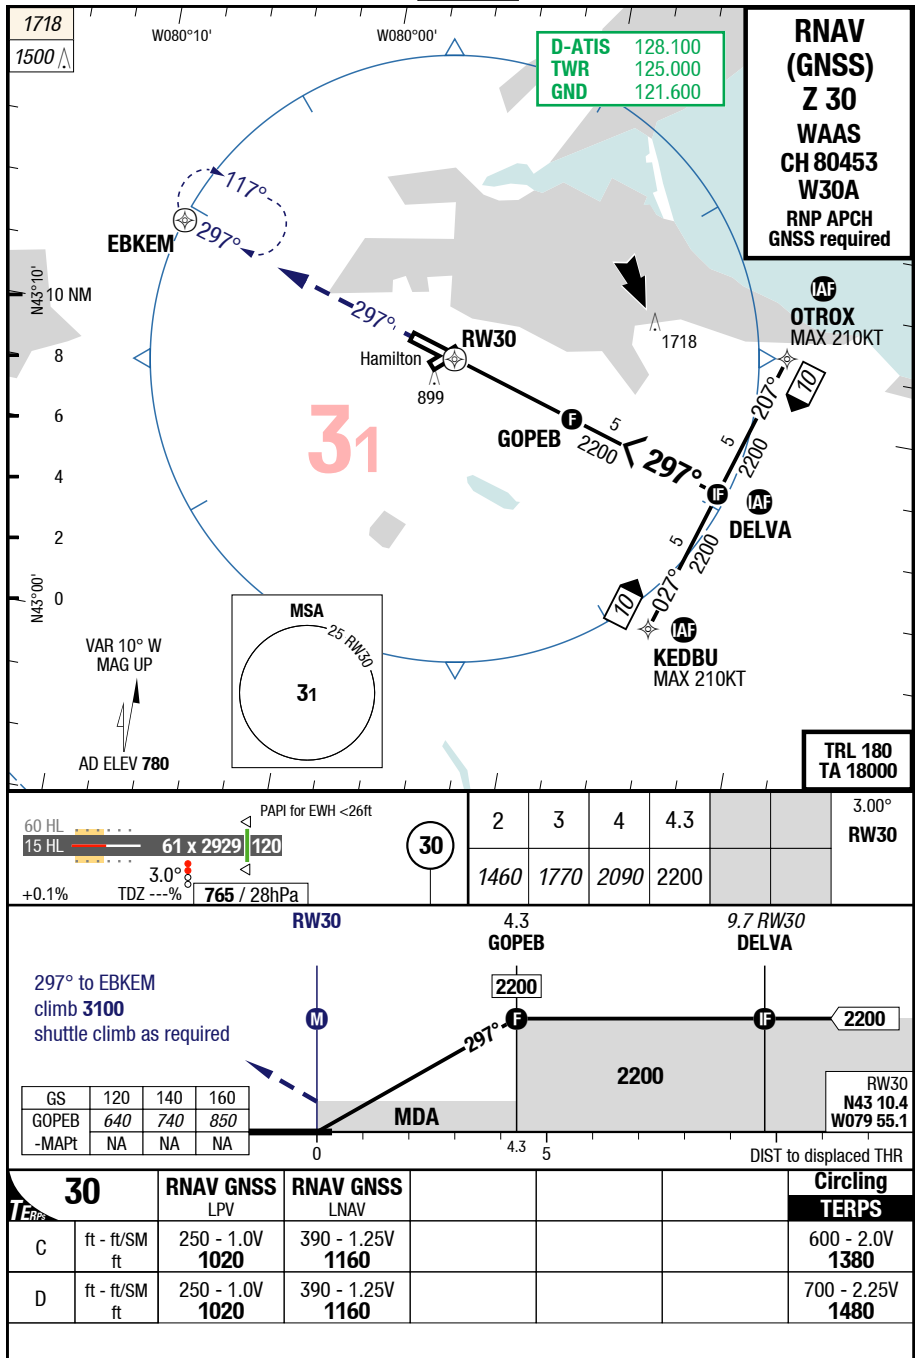 1718
1500
W080°10'
W080°00'
D-ATIS 128.100
TWR 125.000
GND 121.600
RNAV
(GNSS)
Z 30
WAAS
CH 80453
W30A
RNP APCH
GNSS required
117°
297°
EBKEM
N43°10'
10 NM
8
6
4
2
0
N43°00'
297°
RW30
Hamilton
899
1718
31
IAF
OTROX
MAX 210KT
10
207°
5
2200
F
GOPEB
5
2200
297°
IF
IAF
DELVA
5
2200
027°
10
IAF
KEDBU
MAX 210KT
MSA
25 RW30
31
VAR 10° W
MAG UP
AD ELEV 780
TRL 180
TA 18000
PAPI for EWH <26ft
60 HL
15 HL
61 x 2929
120
3.0°
+0.1%
TDZ ---%
765 / 28hPa
30
2 3 4 4.3
1460 1770 2090 2200
3.00°
RW30
RW30
4.3
GOPEB
9.7 RW30
DELVA
297° to EBKEM
climb 3100
shuttle climb as required
M
2200
F
297°
IF
2200
2200
MDA
RW30
N43 10.4
W079 55.1
GS 120 140 160
GOPEB 640 740 850
-MAPt NA NA NA
0
4.3
5
DIST to displaced THR
TERPS
30
RNAV GNSS
LPV
RNAV GNSS
LNAV
Circling
TERPS
C
ft - ft/SM
ft
250 - 1.0V
1020
390 - 1.25V
1160
600 - 2.0V
1380
D
ft - ft/SM
ft
250 - 1.0V
1020
390 - 1.25V
1160
700 - 2.25V
1480